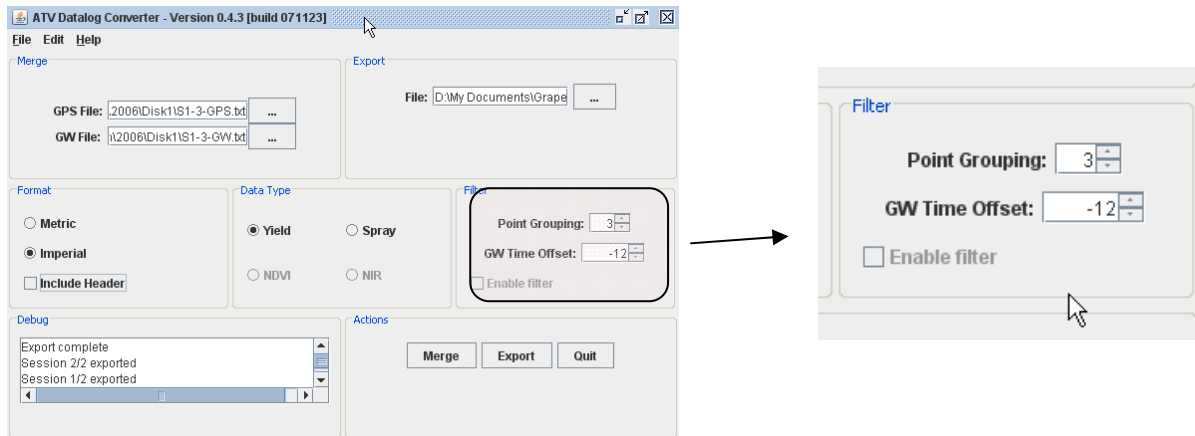 ATV Datalog Converter - Version 0.4.3 [build 071123]
File Edit Help
Merge
GPS File: .2006\Disk1\S1-3-GPS.txt ...
GW File: \2006\Disk1\S1-3-GW.txt ...
Export
File: D:\My Documents\Grape ...
Format
Metric
Imperial
Include Header
Data Type
Yield Spray
NDVI NIR
Filter
Point Grouping: 3
GW Time Offset: -12
Enable filter
Debug
Export complete
Session 2/2 exported
Session 1/2 exported
Actions
Merge Export Quit
Filter
Point Grouping: 3
GW Time Offset: -12
Enable filter